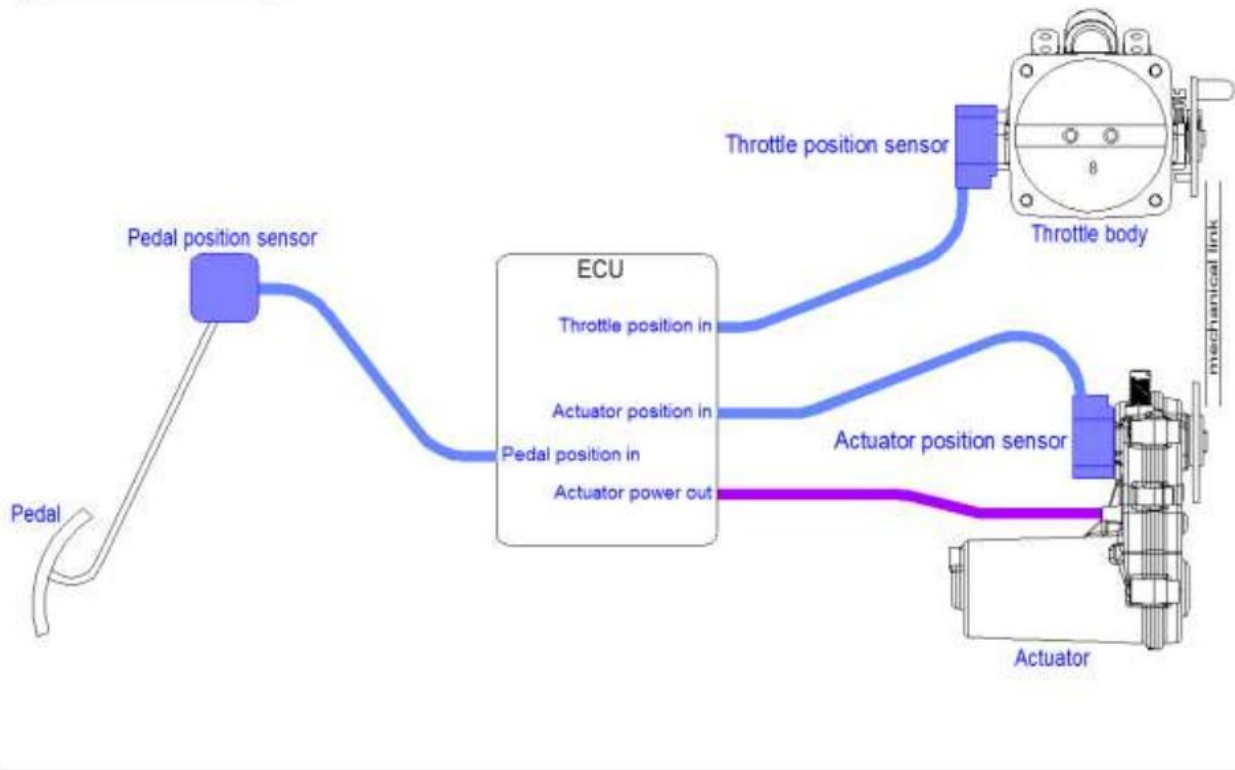 Throttle position sensor
8
Throttle body
Pedal position sensor
ECU
Throttle position in
mechanical link
Actuator position in
Actuator position sensor
Pedal position in
Actuator power out
Pedal
Actuator